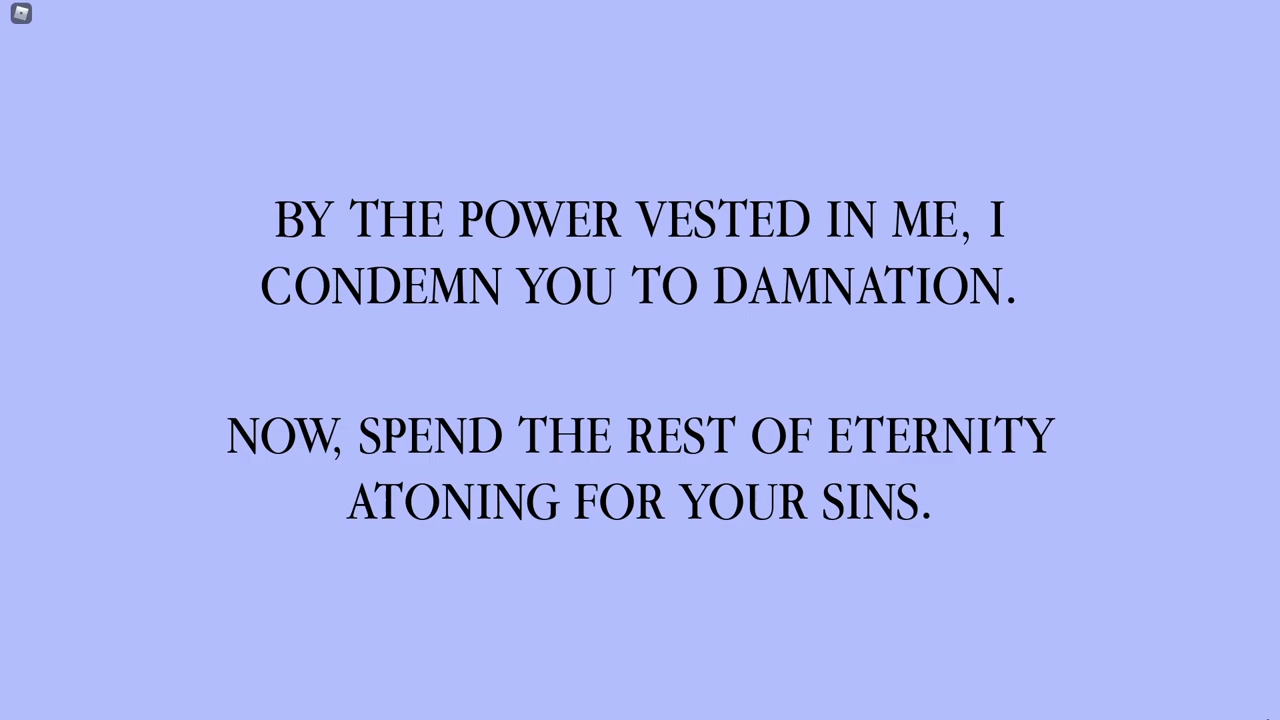 BY THE POWER VESTED IN ME, I
CONDEMN YOU TO DAMNATION.
NOW, SPEND THE REST OF ETERNITY
ATONING FOR YOUR SINS.